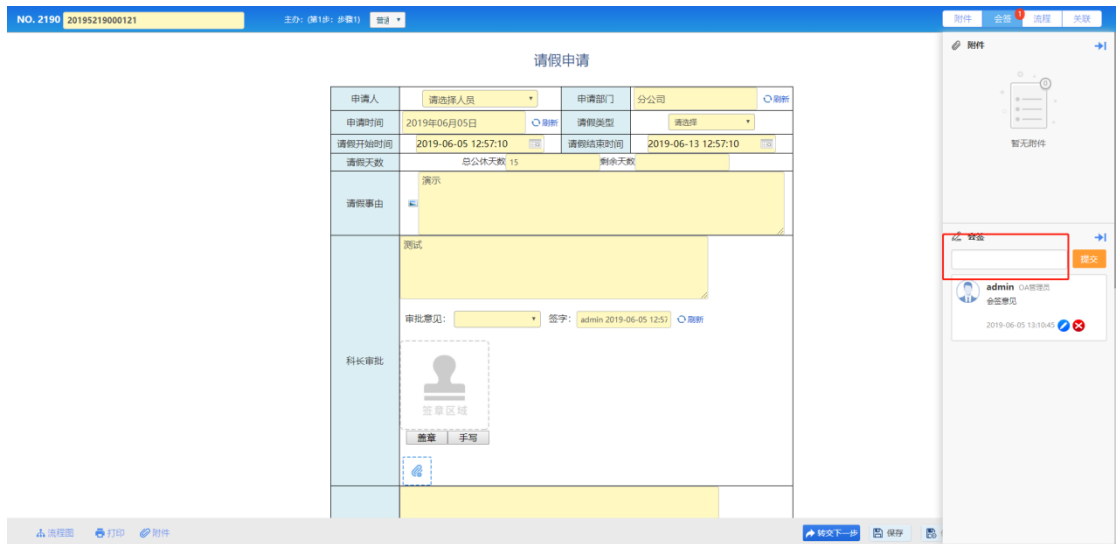 NO. 2190 20195219000121 主办: (第1步: 步骤1) 普通 附件 会签 1 流程 关联
附件
请假申请
申请人 请选择人员 申请部门 分公司 刷新
申请时间 2019年06月05日 刷新 请假类型 请选择
请假开始时间 2019-06-05 12:57:10 请假结束时间 2019-06-13 12:57:10
暂无附件
请假天数 总公休天数 15 剩余天数
请假事由 演示
会签
测试
提交
admin OA管理员
会签意见
审批意见: 签字: admin 2019-06-05 12:57 刷新
2019-06-05 13:10:45
科长审批
签章区域
盖章 手写
流程图 打印 附件 转交下一步 保存